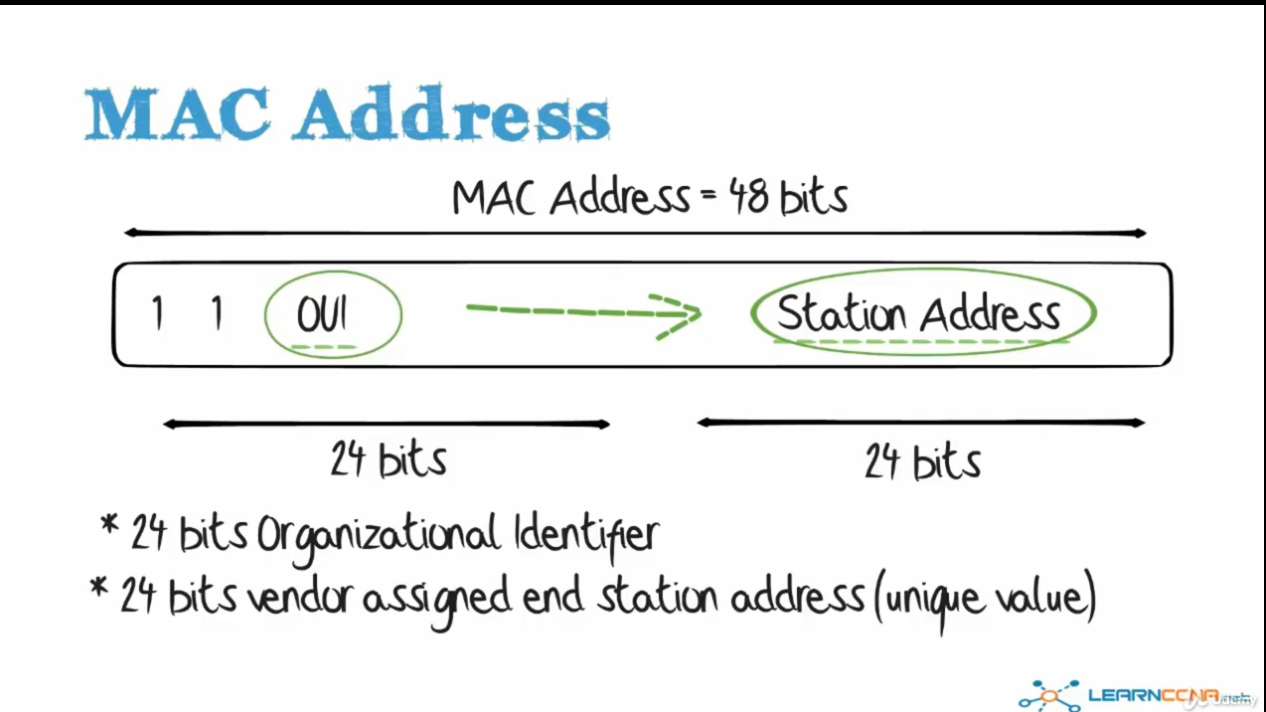 MAC Address
MAC Address = 48 bits
1 1 OUI Station Address
24 bits 24 bits
* 24 bits Organizational Identifier
* 24 bits vendor assigned end station address (unique value)
LEARNCCNA
Udemy